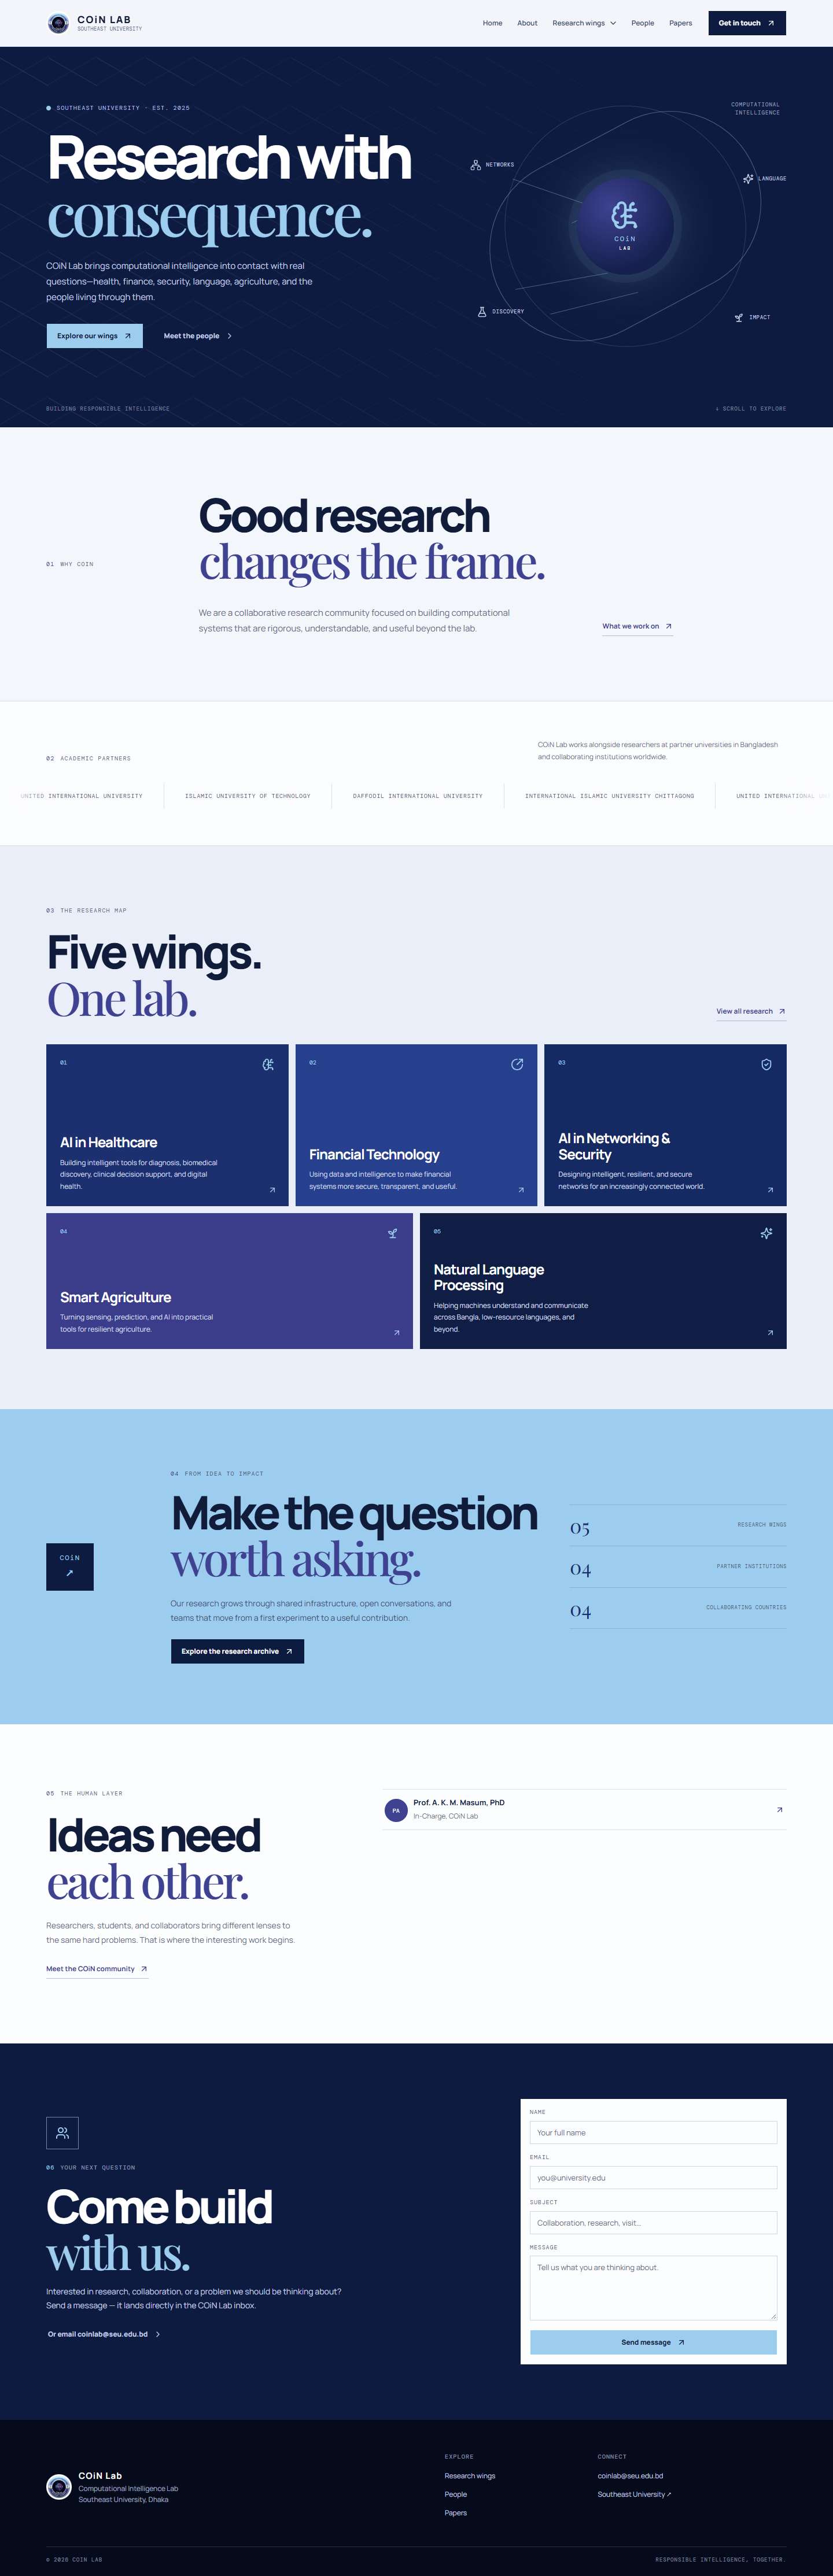 COiN LAB
SOUTHEAST UNIVERSITY
Home
About
Research wings
People
Papers
Get in touch
SOUTHEAST UNIVERSITY · EST. 2025
Research with
consequence.
COiN Lab brings computational intelligence into contact with real
questions—health, finance, security, language, agriculture, and the
people living through them.
Explore our wings
Meet the people
COMPUTATIONAL
INTELLIGENCE
NETWORKS
LANGUAGE
COiN
LAB
DISCOVERY
IMPACT
BUILDING RESPONSIBLE INTELLIGENCE
↓ SCROLL TO EXPLORE
01 WHY COIN
Good research
changes the frame.
We are a collaborative research community focused on building computational
systems that are rigorous, understandable, and useful beyond the lab.
What we work on
02 ACADEMIC PARTNERS
COiN Lab works alongside researchers at partner universities in Bangladesh
and collaborating institutions worldwide.
UNITED INTERNATIONAL UNIVERSITY
ISLAMIC UNIVERSITY OF TECHNOLOGY
DAFFODIL INTERNATIONAL UNIVERSITY
INTERNATIONAL ISLAMIC UNIVERSITY CHITTAGONG
UNITED INTERNATIONAL
03 THE RESEARCH MAP
Five wings.
One lab.
View all research
01
AI in Healthcare
Building intelligent tools for diagnosis, biomedical
discovery, clinical decision support, and digital
health.
02
Financial Technology
Using data and intelligence to make financial
systems more secure, transparent, and useful.
03
AI in Networking &
Security
Designing intelligent, resilient, and secure
networks for an increasingly connected world.
04
Smart Agriculture
Turning sensing, prediction, and AI into practical
tools for resilient agriculture.
05
Natural Language
Processing
Helping machines understand and communicate
across Bangla, low-resource languages, and
beyond.
COiN
↗
04 FROM IDEA TO IMPACT
Make the question
worth asking.
Our research grows through shared infrastructure, open conversations, and
teams that move from a first experiment to a useful contribution.
Explore the research archive
05
RESEARCH WINGS
04
PARTNER INSTITUTIONS
04
COLLABORATING COUNTRIES
05 THE HUMAN LAYER
Ideas need
each other.
Researchers, students, and collaborators bring different lenses to
the same hard problems. That is where the interesting work begins.
Meet the COiN community
PA
Prof. A. K. M. Masum, PhD
In-Charge, COiN Lab
06 YOUR NEXT QUESTION
Come build
with us.
Interested in research, collaboration, or a problem we should be thinking about?
Send a message — it lands directly in the COiN Lab inbox.
Or email coinlab@seu.edu.bd
NAME
Your full name
EMAIL
you@university.edu
SUBJECT
Collaboration, research, visit…
MESSAGE
Tell us what you are thinking about.
Send message
COiN Lab
Computational Intelligence Lab
Southeast University, Dhaka
EXPLORE
Research wings
People
Papers
CONNECT
coinlab@seu.edu.bd
Southeast University ↗
© 2026 COIN LAB
RESPONSIBLE INTELLIGENCE, TOGETHER.